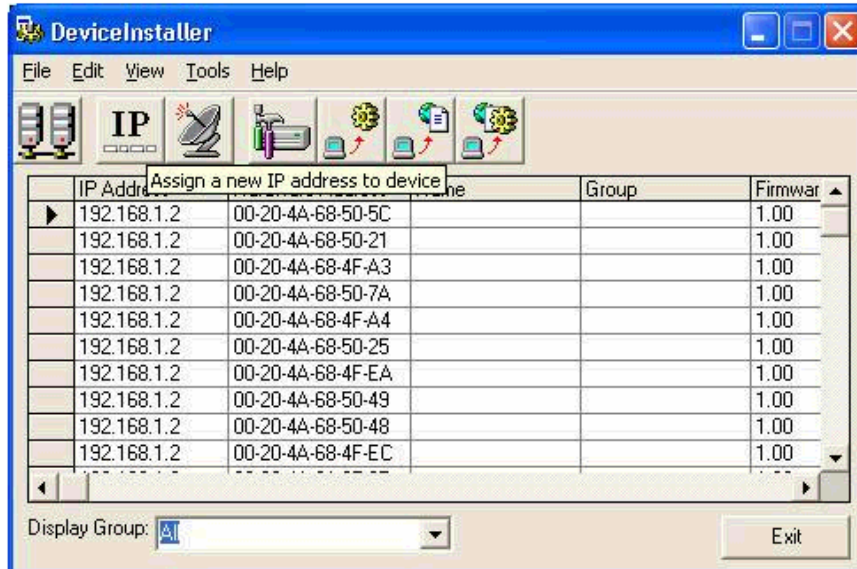 DeviceInstaller
File Edit View Tools Help
IP
Assign a new IP address to device
IP Addre Group Firmwar
192.168.1.2 00-20-4A-68-50-5C 1.00
192.168.1.2 00-20-4A-68-50-21 1.00
192.168.1.2 00-20-4A-68-4F-A3 1.00
192.168.1.2 00-20-4A-68-50-7A 1.00
192.168.1.2 00-20-4A-68-4F-A4 1.00
192.168.1.2 00-20-4A-68-50-25 1.00
192.168.1.2 00-20-4A-68-4F-EA 1.00
192.168.1.2 00-20-4A-68-50-49 1.00
192.168.1.2 00-20-4A-68-50-48 1.00
192.168.1.2 00-20-4A-68-4F-EC 1.00
Display Group: All
Exit